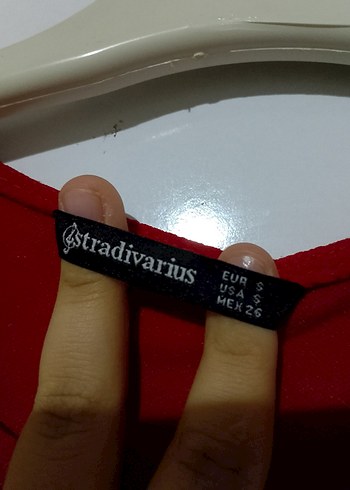 stradivarius
EUR S
USA S
MEX 26